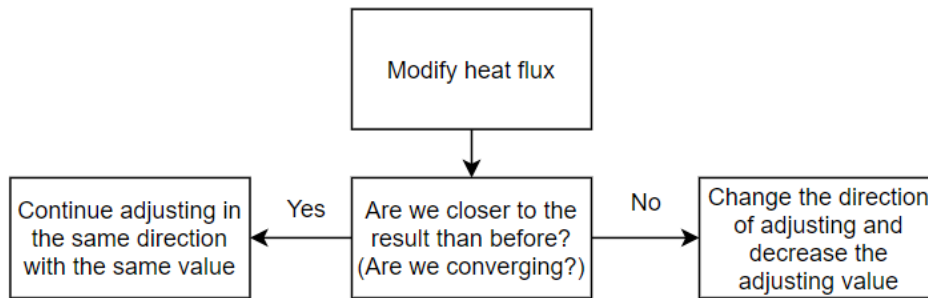 Modify heat flux
Continue adjusting in
the same direction
with the same value
Yes
Are we closer to the
result than before?
(Are we converging?)
No
Change the direction
of adjusting and
decrease the
adjusting value